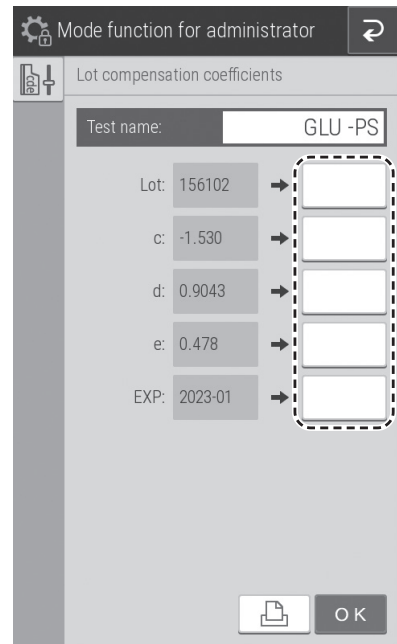 Mode function for administrator
cde
Lot compensation coefficients
Test name: GLU -PS
Lot: 156102
c: -1.530
d: 0.9043
e: 0.478
EXP: 2023-01
OK